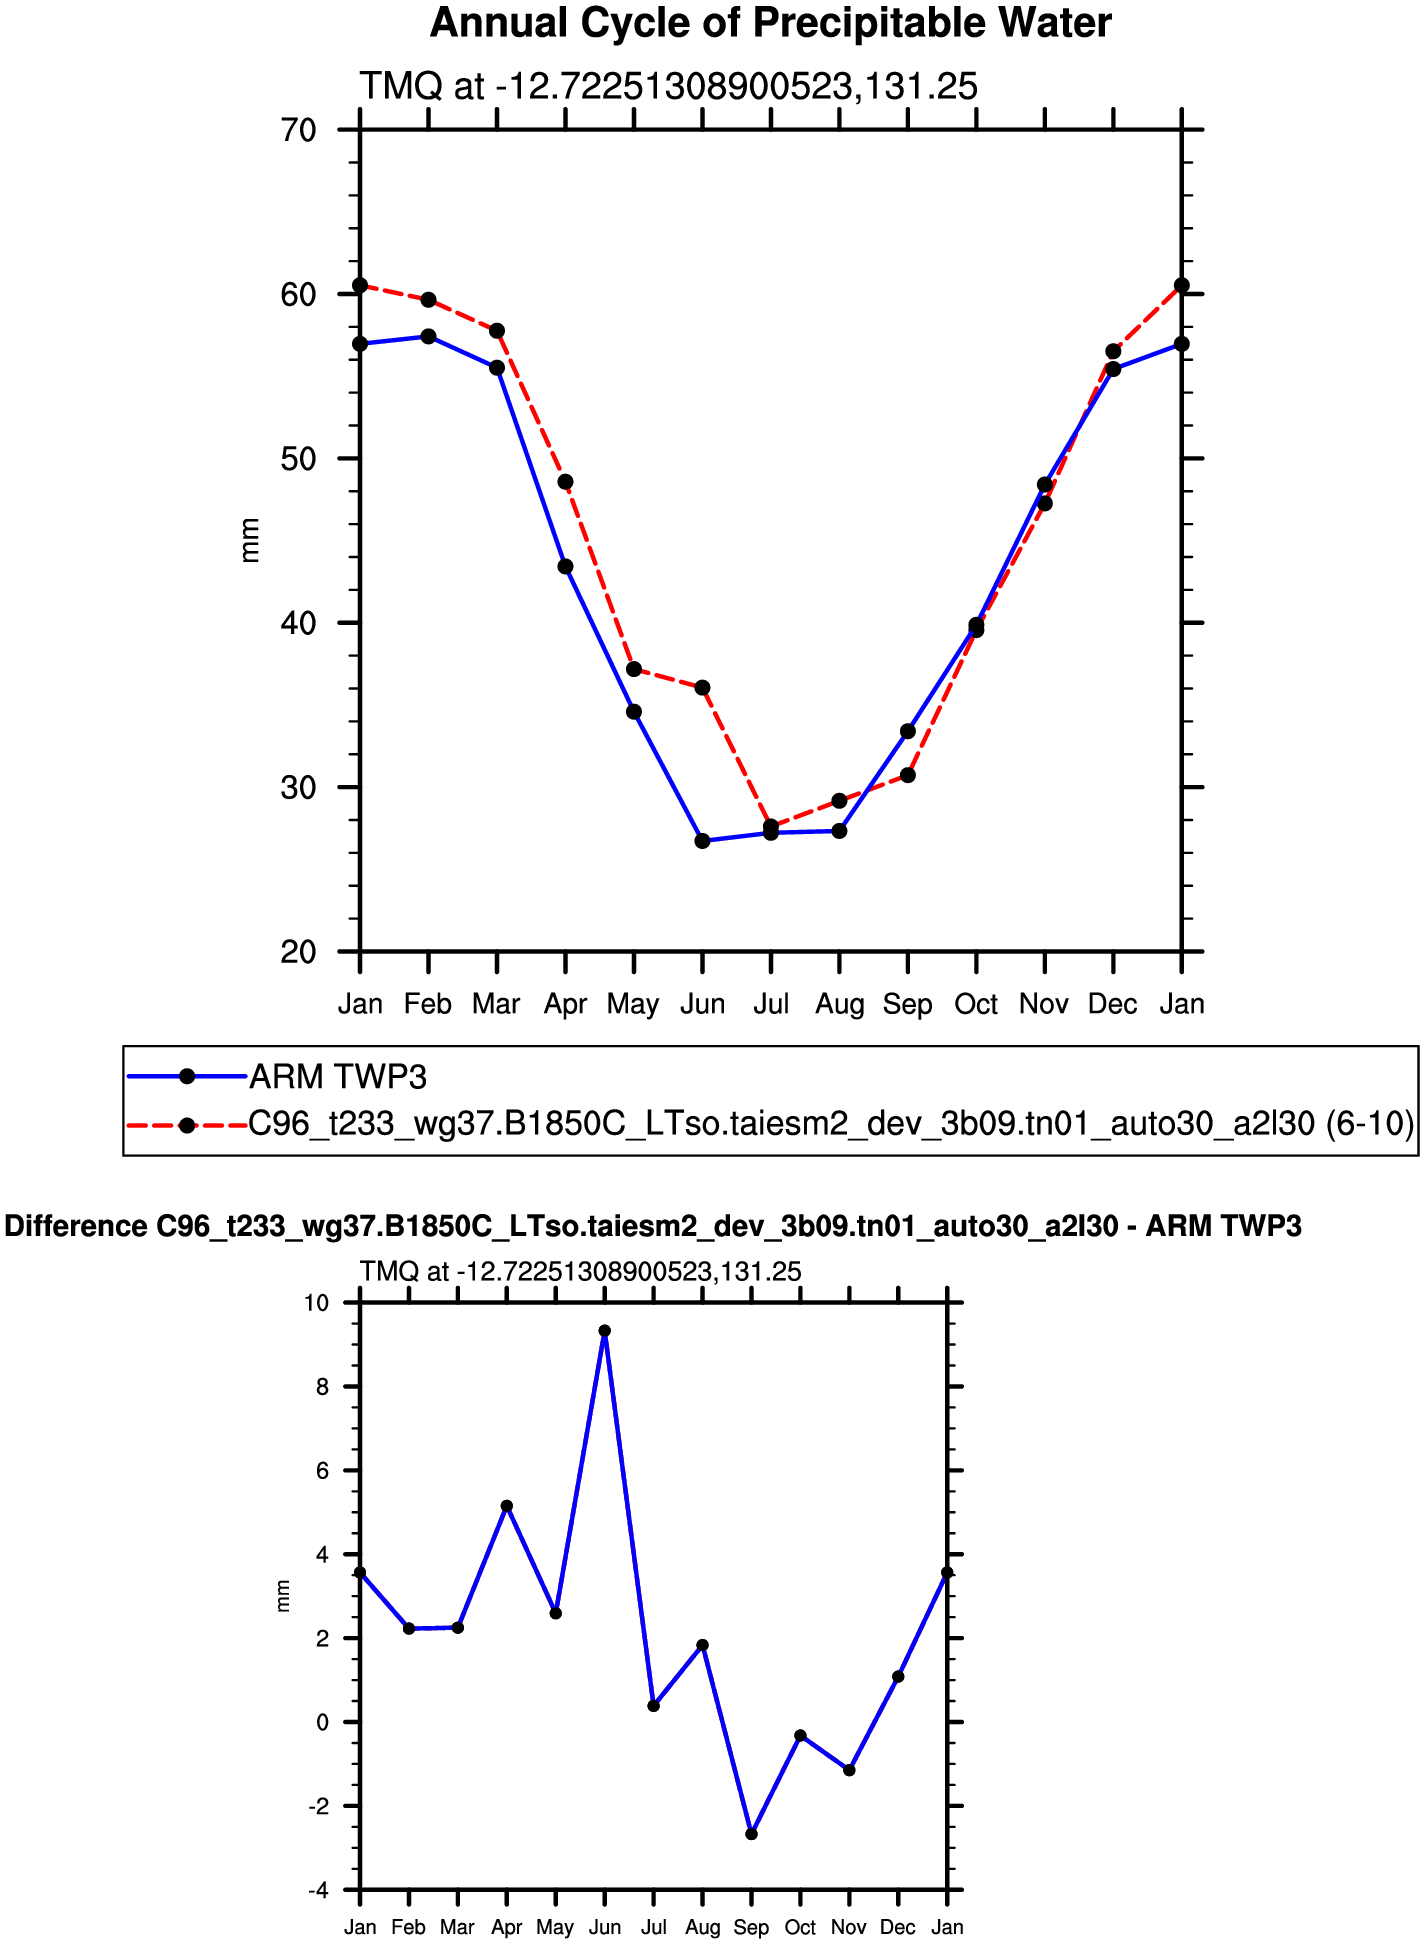 Annual Cycle of Precipitable Water
TMQ at -12.72251308900523,131.25
70
60
50
40
30
20
mm
Jan Feb Mar Apr May Jun Jul Aug Sep Oct Nov Dec Jan
ARM TWP3
C96_t233_wg37.B1850C_LTso.taiesm2_dev_3b09.tn01_auto30_a2l30 (6-10)
Difference C96_t233_wg37.B1850C_LTso.taiesm2_dev_3b09.tn01_auto30_a2l30 - ARM TWP3
TMQ at -12.72251308900523,131.25
10
8
6
4
2
0
-2
-4
mm
Jan Feb Mar Apr May Jun Jul Aug Sep Oct Nov Dec Jan